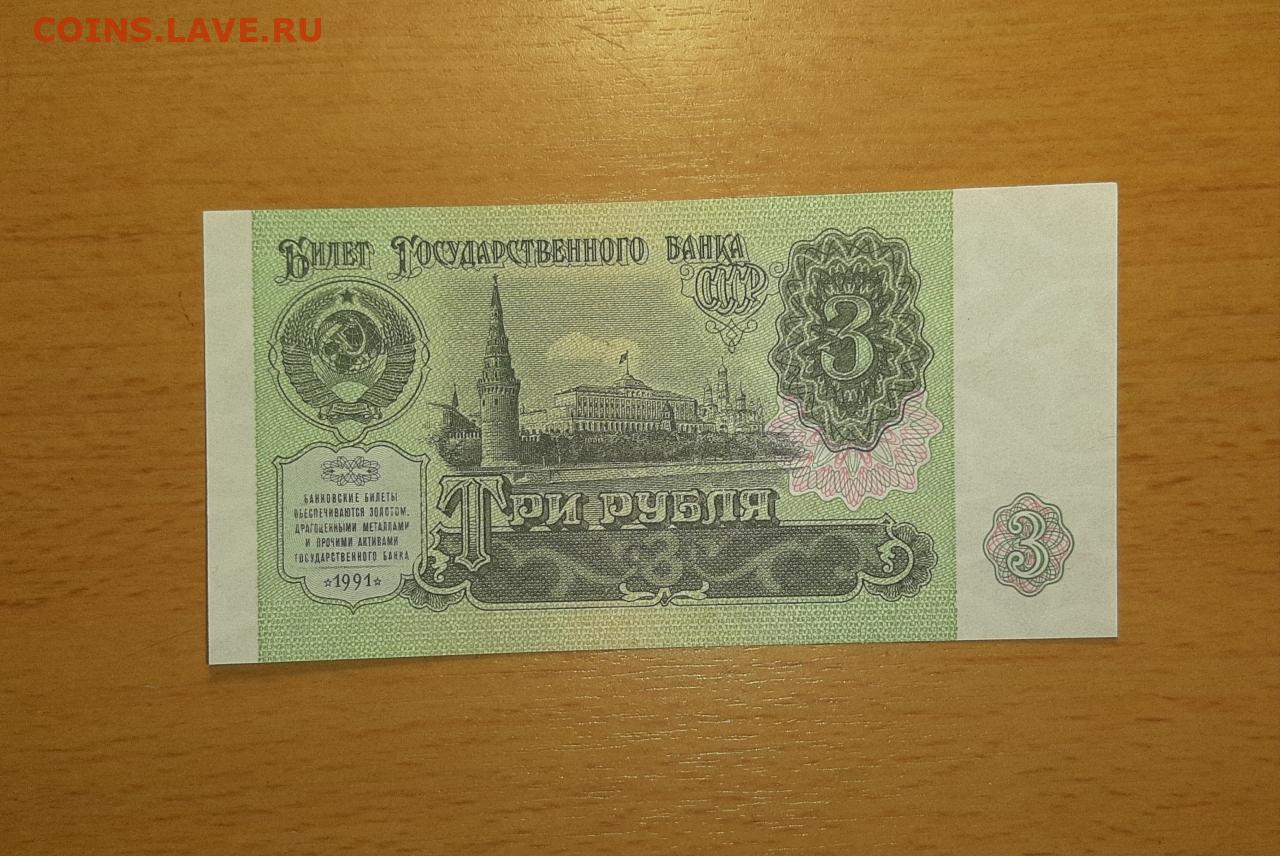 COINS.LAVE.RU
БИЛЕТ ГОСУДАРСТВЕННОГО БАНКА
СССР
3
БАНКОВСКИЕ БИЛЕТЫ
ОБЕСПЕЧИВАЮТСЯ ЗОЛОТОМ,
ДРАГОЦЕННЫМИ МЕТАЛЛАМИ
И ПРОЧИМИ АКТИВАМИ
ГОСУДАРСТВЕННОГО БАНКА
☆1991☆
ТРИ РУБЛЯ
3